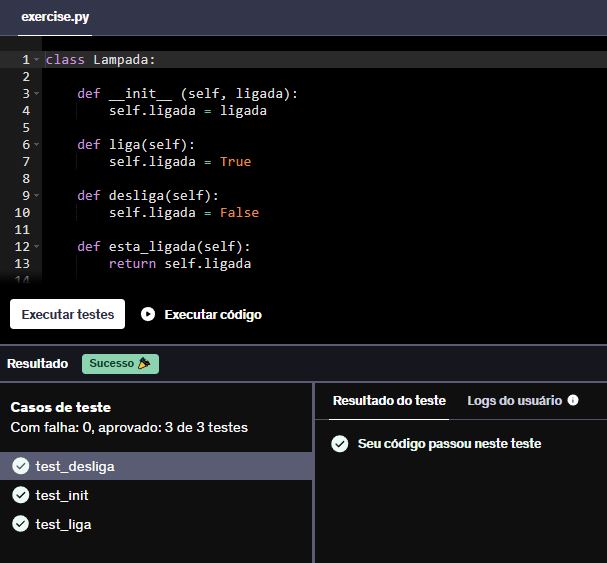 exercise.py
1 class Lampada:
2
3     def __init__ (self, ligada):
4         self.ligada = ligada
5
6     def liga(self):
7         self.ligada = True
8
9     def desliga(self):
10         self.ligada = False
11
12     def esta_ligada(self):
13         return self.ligada
14
Executar testes Executar código
Resultado Sucesso
Casos de teste
Com falha: 0, aprovado: 3 de 3 testes
test_desliga
test_init
test_liga
Resultado do teste Logs do usuário
Seu código passou neste teste